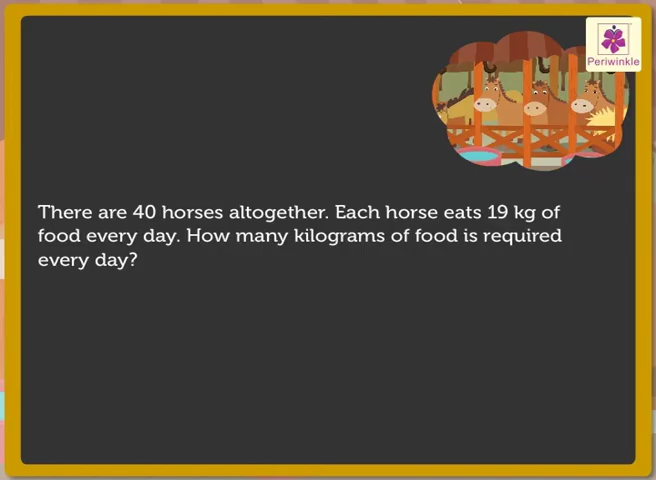 Periwinkle
There are 40 horses altogether. Each horse eats 19 kg of
food every day. How many kilograms of food is required
every day?